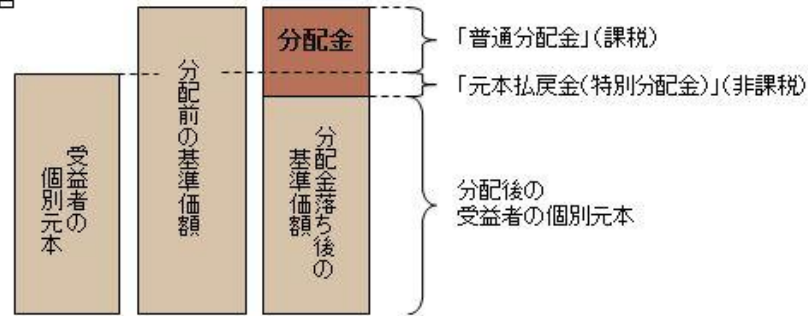 受益者の
個別元本
分配前の基準価額
分配金
分配金落ち後の
基準価額
「普通分配金」(課税)
「元本払戻金(特別分配金)」(非課税)
分配後の
受益者の個別元本